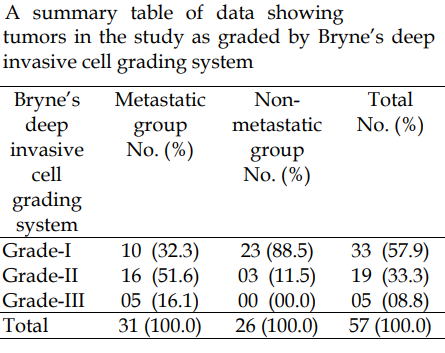 A summary table of data showing
tumors in the study as graded by Bryne's deep
invasive cell grading system
Bryne's Metastatic Non- Total
deep group metastatic No. (%)
invasive No. (%) group
cell No. (%)
grading
system
Grade-I 10 (32.3) 23 (88.5) 33 (57.9)
Grade-II 16 (51.6) 03 (11.5) 19 (33.3)
Grade-III 05 (16.1) 00 (00.0) 05 (08.8)
Total 31 (100.0) 26 (100.0) 57 (100.0)